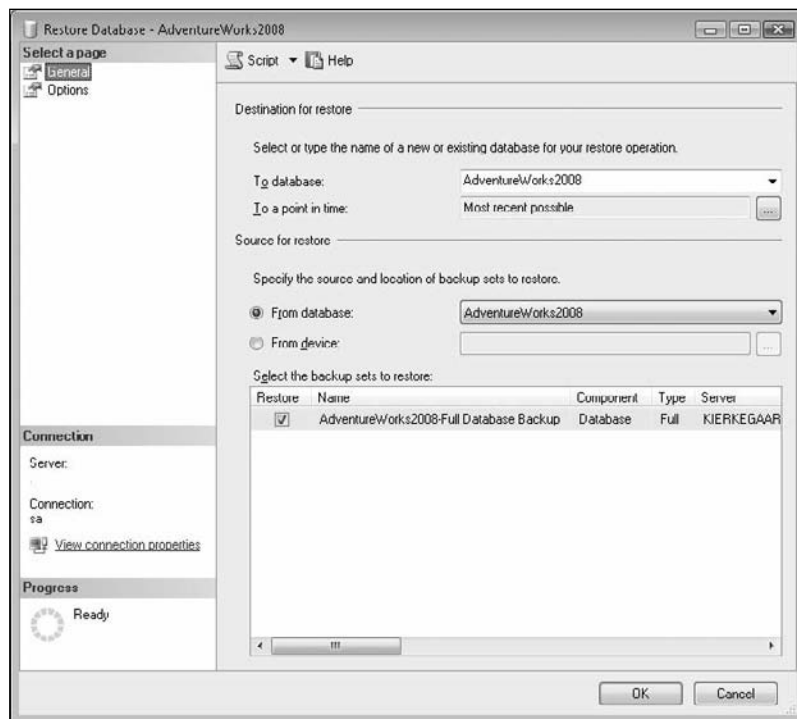 Restore Database - AdventureWorks2008
Select a page
General
Options
Script
Help
Destination for restore
Select or type the name of a new or existing database for your restore operation.
To database:
AdventureWorks2008
To a point in time:
Most recent possible
...
Source for restore
Specify the source and location of backup sets to restore.
From database:
AdventureWorks2008
From device:
...
Select the backup sets to restore:
Restore Name Component Type Server
AdventureWorks2008-Full Database Backup Database Full KIERKEGAAR
Connection
Server:
.
Connection:
sa
View connection properties
Progress
Ready
OK
Cancel